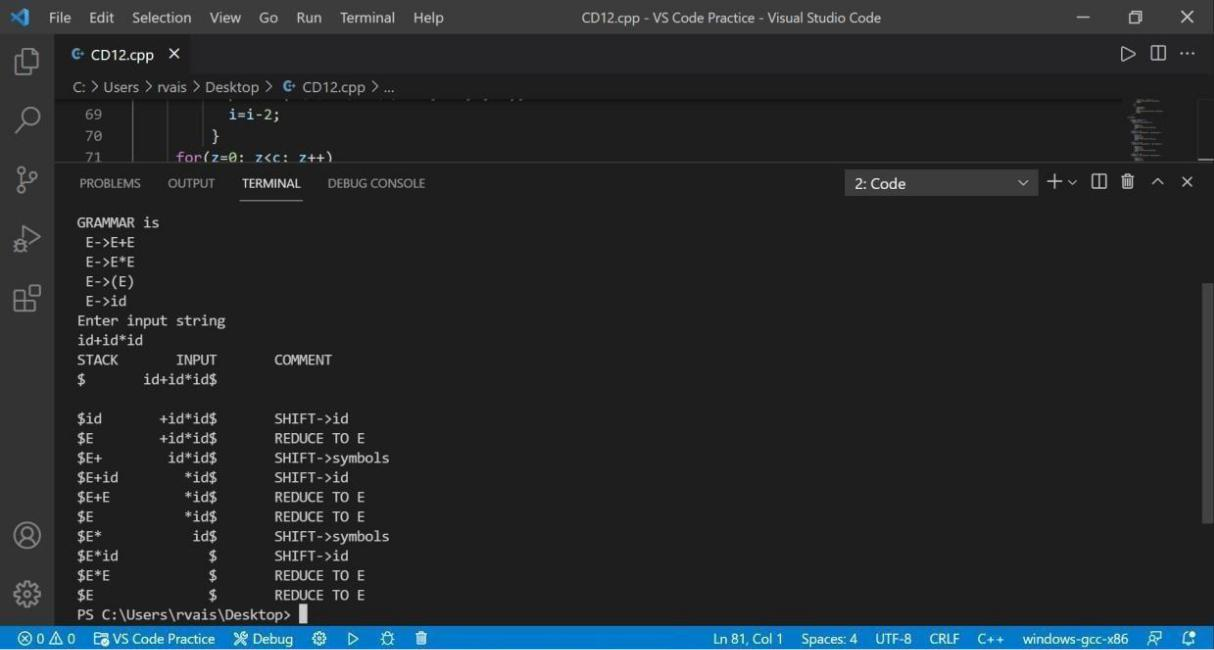 File Edit Selection View Go Run Terminal Help CD12.cpp - VS Code Practice - Visual Studio Code
CD12.cpp
C: > Users > rvais > Desktop > CD12.cpp > ...
69 i=i-2;
70 }
71 for(z=0; z<c; z++)
PROBLEMS OUTPUT TERMINAL DEBUG CONSOLE 2: Code
GRAMMAR is
E->E+E
E->E*E
E->(E)
E->id
Enter input string
id+id*id
STACK INPUT COMMENT
$ id+id*id$
$id +id*id$ SHIFT->id
$E +id*id$ REDUCE TO E
$E+ id*id$ SHIFT->symbols
$E+id *id$ SHIFT->id
$E+E *id$ REDUCE TO E
$E *id$ REDUCE TO E
$E* id$ SHIFT->symbols
$E*id $ SHIFT->id
$E*E $ REDUCE TO E
$E $ REDUCE TO E
PS C:\Users\rvais\Desktop>
0 0 VS Code Practice Debug Ln 81, Col 1 Spaces: 4 UTF-8 CRLF C++ windows-gcc-x86